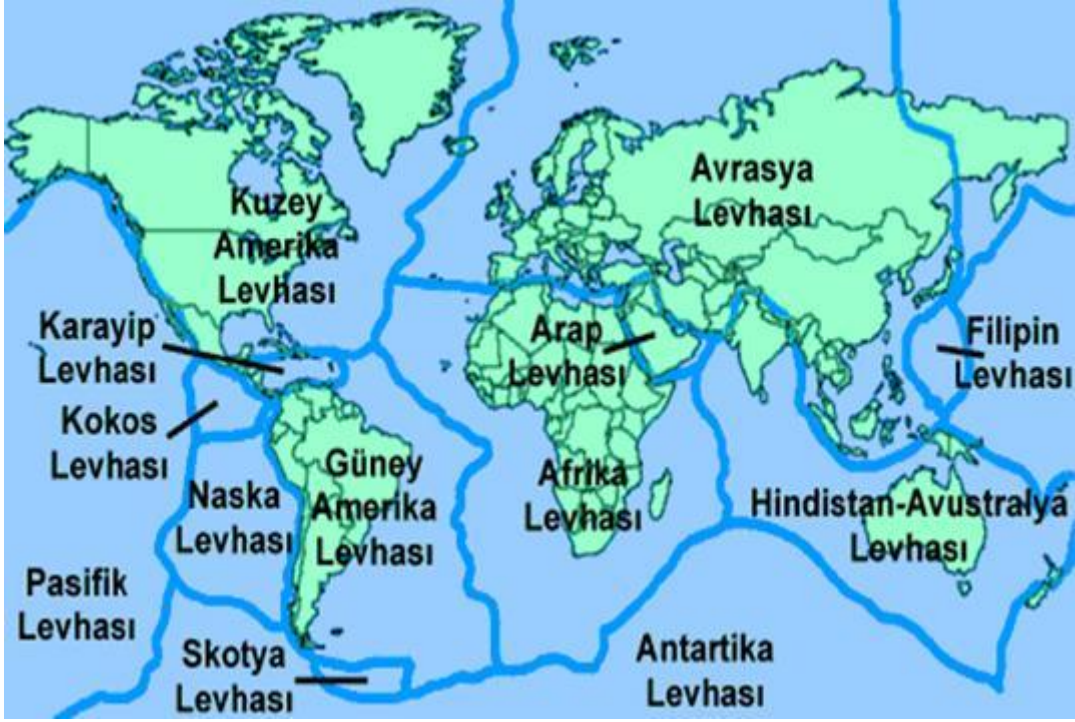 Kuzey
Amerika
Levhası
Avrasya
Levhası
Karayip
Levhası
Arap
Levhası
Filipin
Levhası
Kokos
Levhası
Naska
Levhası
Güney
Amerika
Levhası
Afrika
Levhası
Hindistan-Avustralya
Levhası
Pasifik
Levhası
Skotya
Levhası
Antartika
Levhası